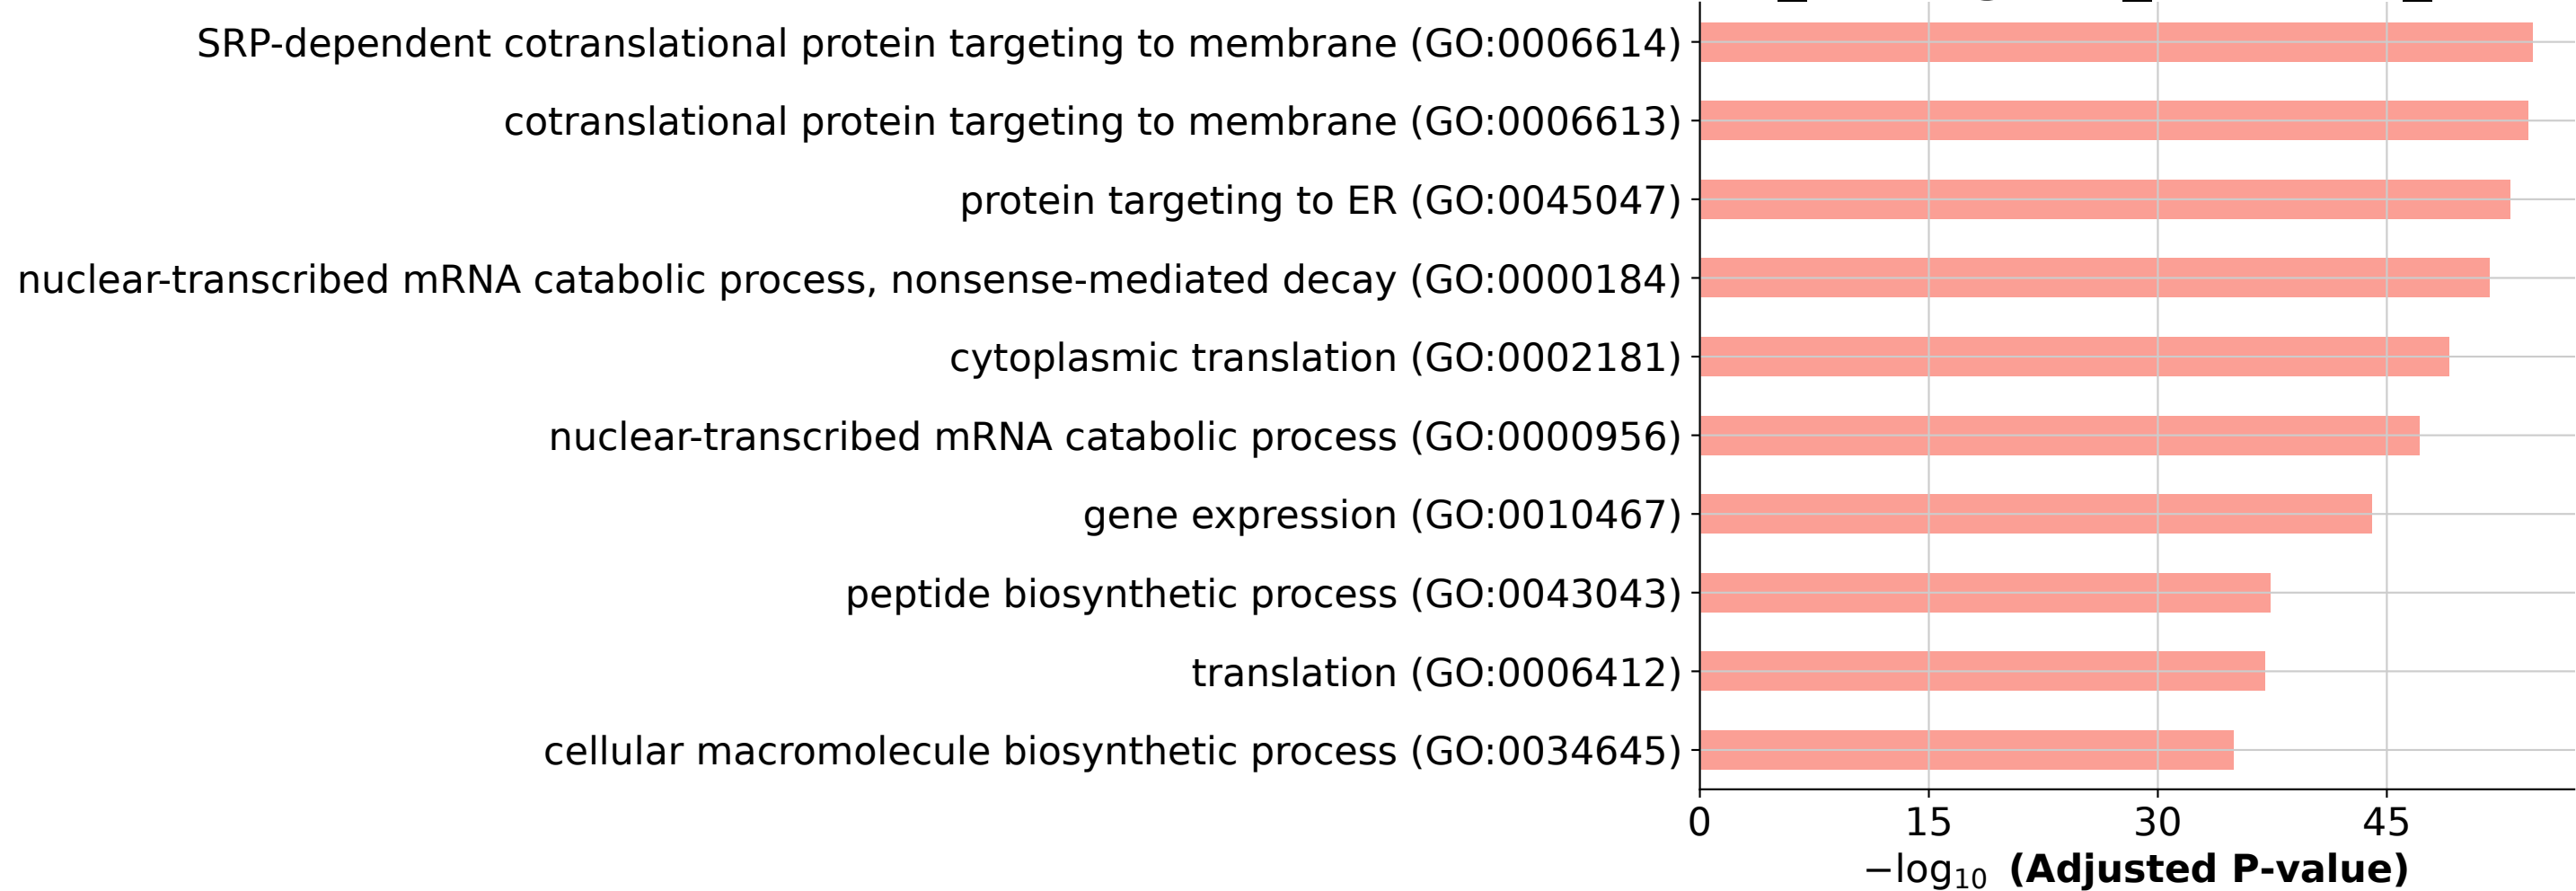 SRP-dependent cotranslational protein targeting to membrane (GO:0006614)
cotranslational protein targeting to membrane (GO:0006613)
protein targeting to ER (GO:0045047)
nuclear-transcribed mRNA catabolic process, nonsense-mediated decay (GO:0000184)
cytoplasmic translation (GO:0002181)
nuclear-transcribed mRNA catabolic process (GO:0000956)
gene expression (GO:0010467)
peptide biosynthetic process (GO:0043043)
translation (GO:0006412)
cellular macromolecule biosynthetic process (GO:0034645)
0 15 30 45
−log₁₀ (Adjusted P-value)